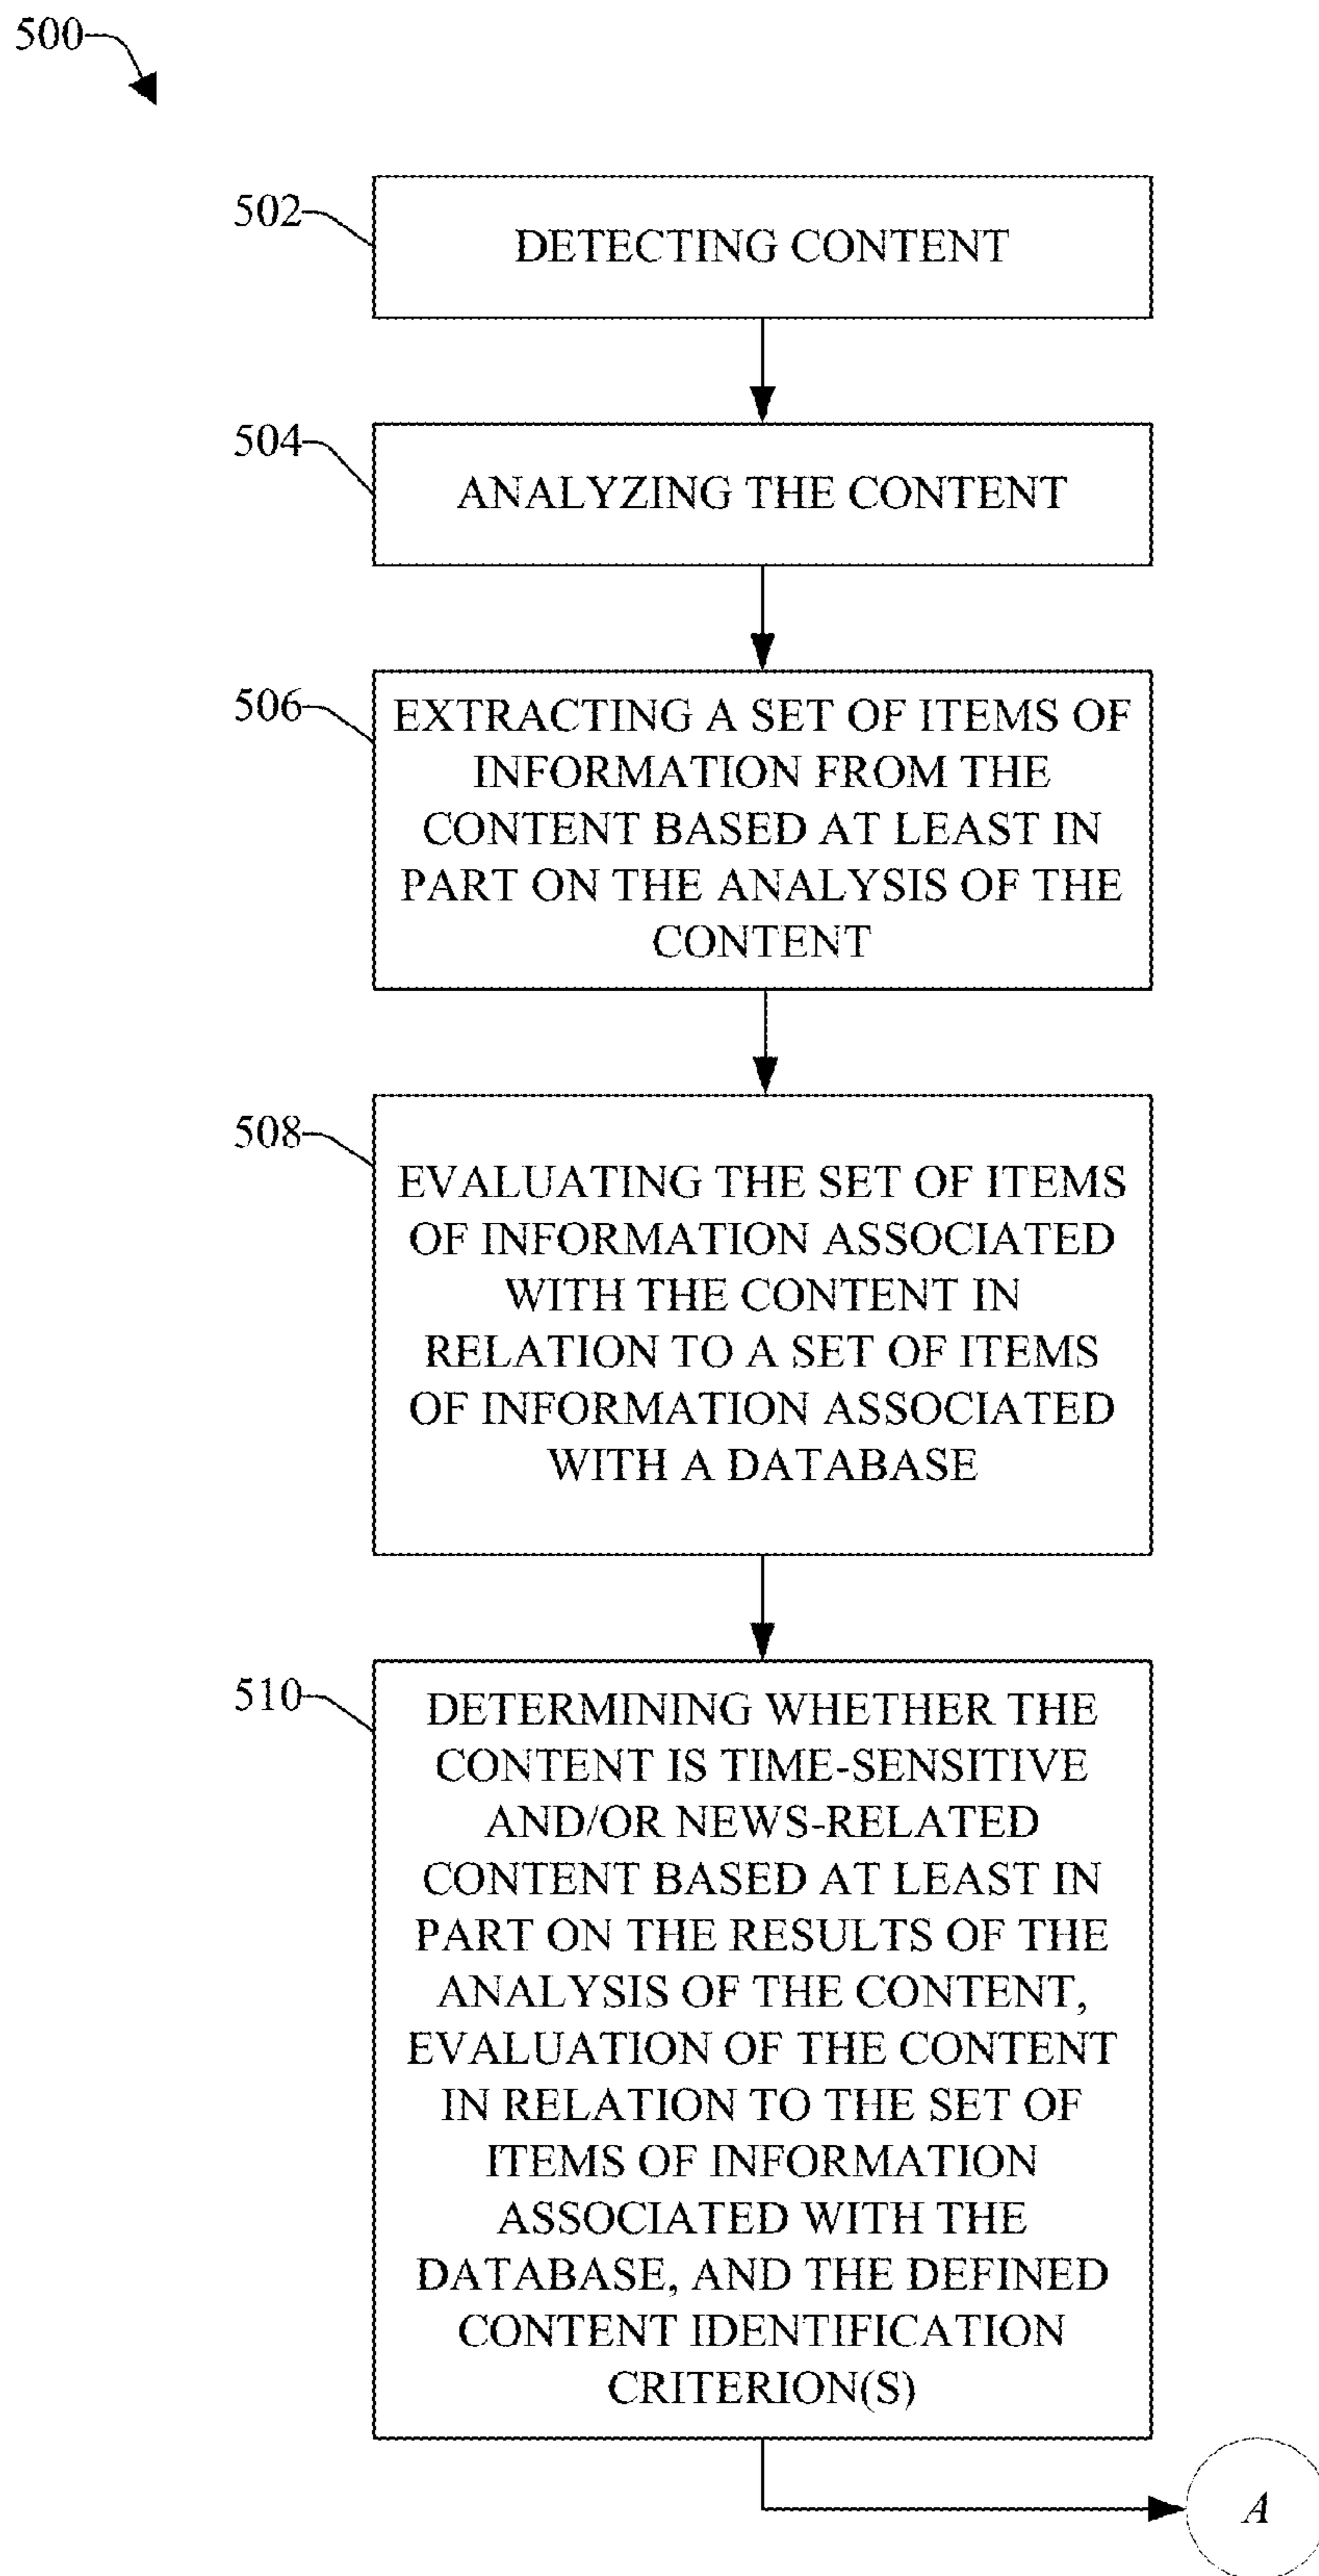 500
502
DETECTING CONTENT
504
ANALYZING THE CONTENT
506
EXTRACTING A SET OF ITEMS OF
INFORMATION FROM THE
CONTENT BASED AT LEAST IN
PART ON THE ANALYSIS OF THE
CONTENT
508
EVALUATING THE SET OF ITEMS
OF INFORMATION ASSOCIATED
WITH THE CONTENT IN
RELATION TO A SET OF ITEMS
OF INFORMATION ASSOCIATED
WITH A DATABASE
510
DETERMINING WHETHER THE
CONTENT IS TIME-SENSITIVE
AND/OR NEWS-RELATED
CONTENT BASED AT LEAST IN
PART ON THE RESULTS OF THE
ANALYSIS OF THE CONTENT,
EVALUATION OF THE CONTENT
IN RELATION TO THE SET OF
ITEMS OF INFORMATION
ASSOCIATED WITH THE
DATABASE, AND THE DEFINED
CONTENT IDENTIFICATION
CRITERION(S)
A